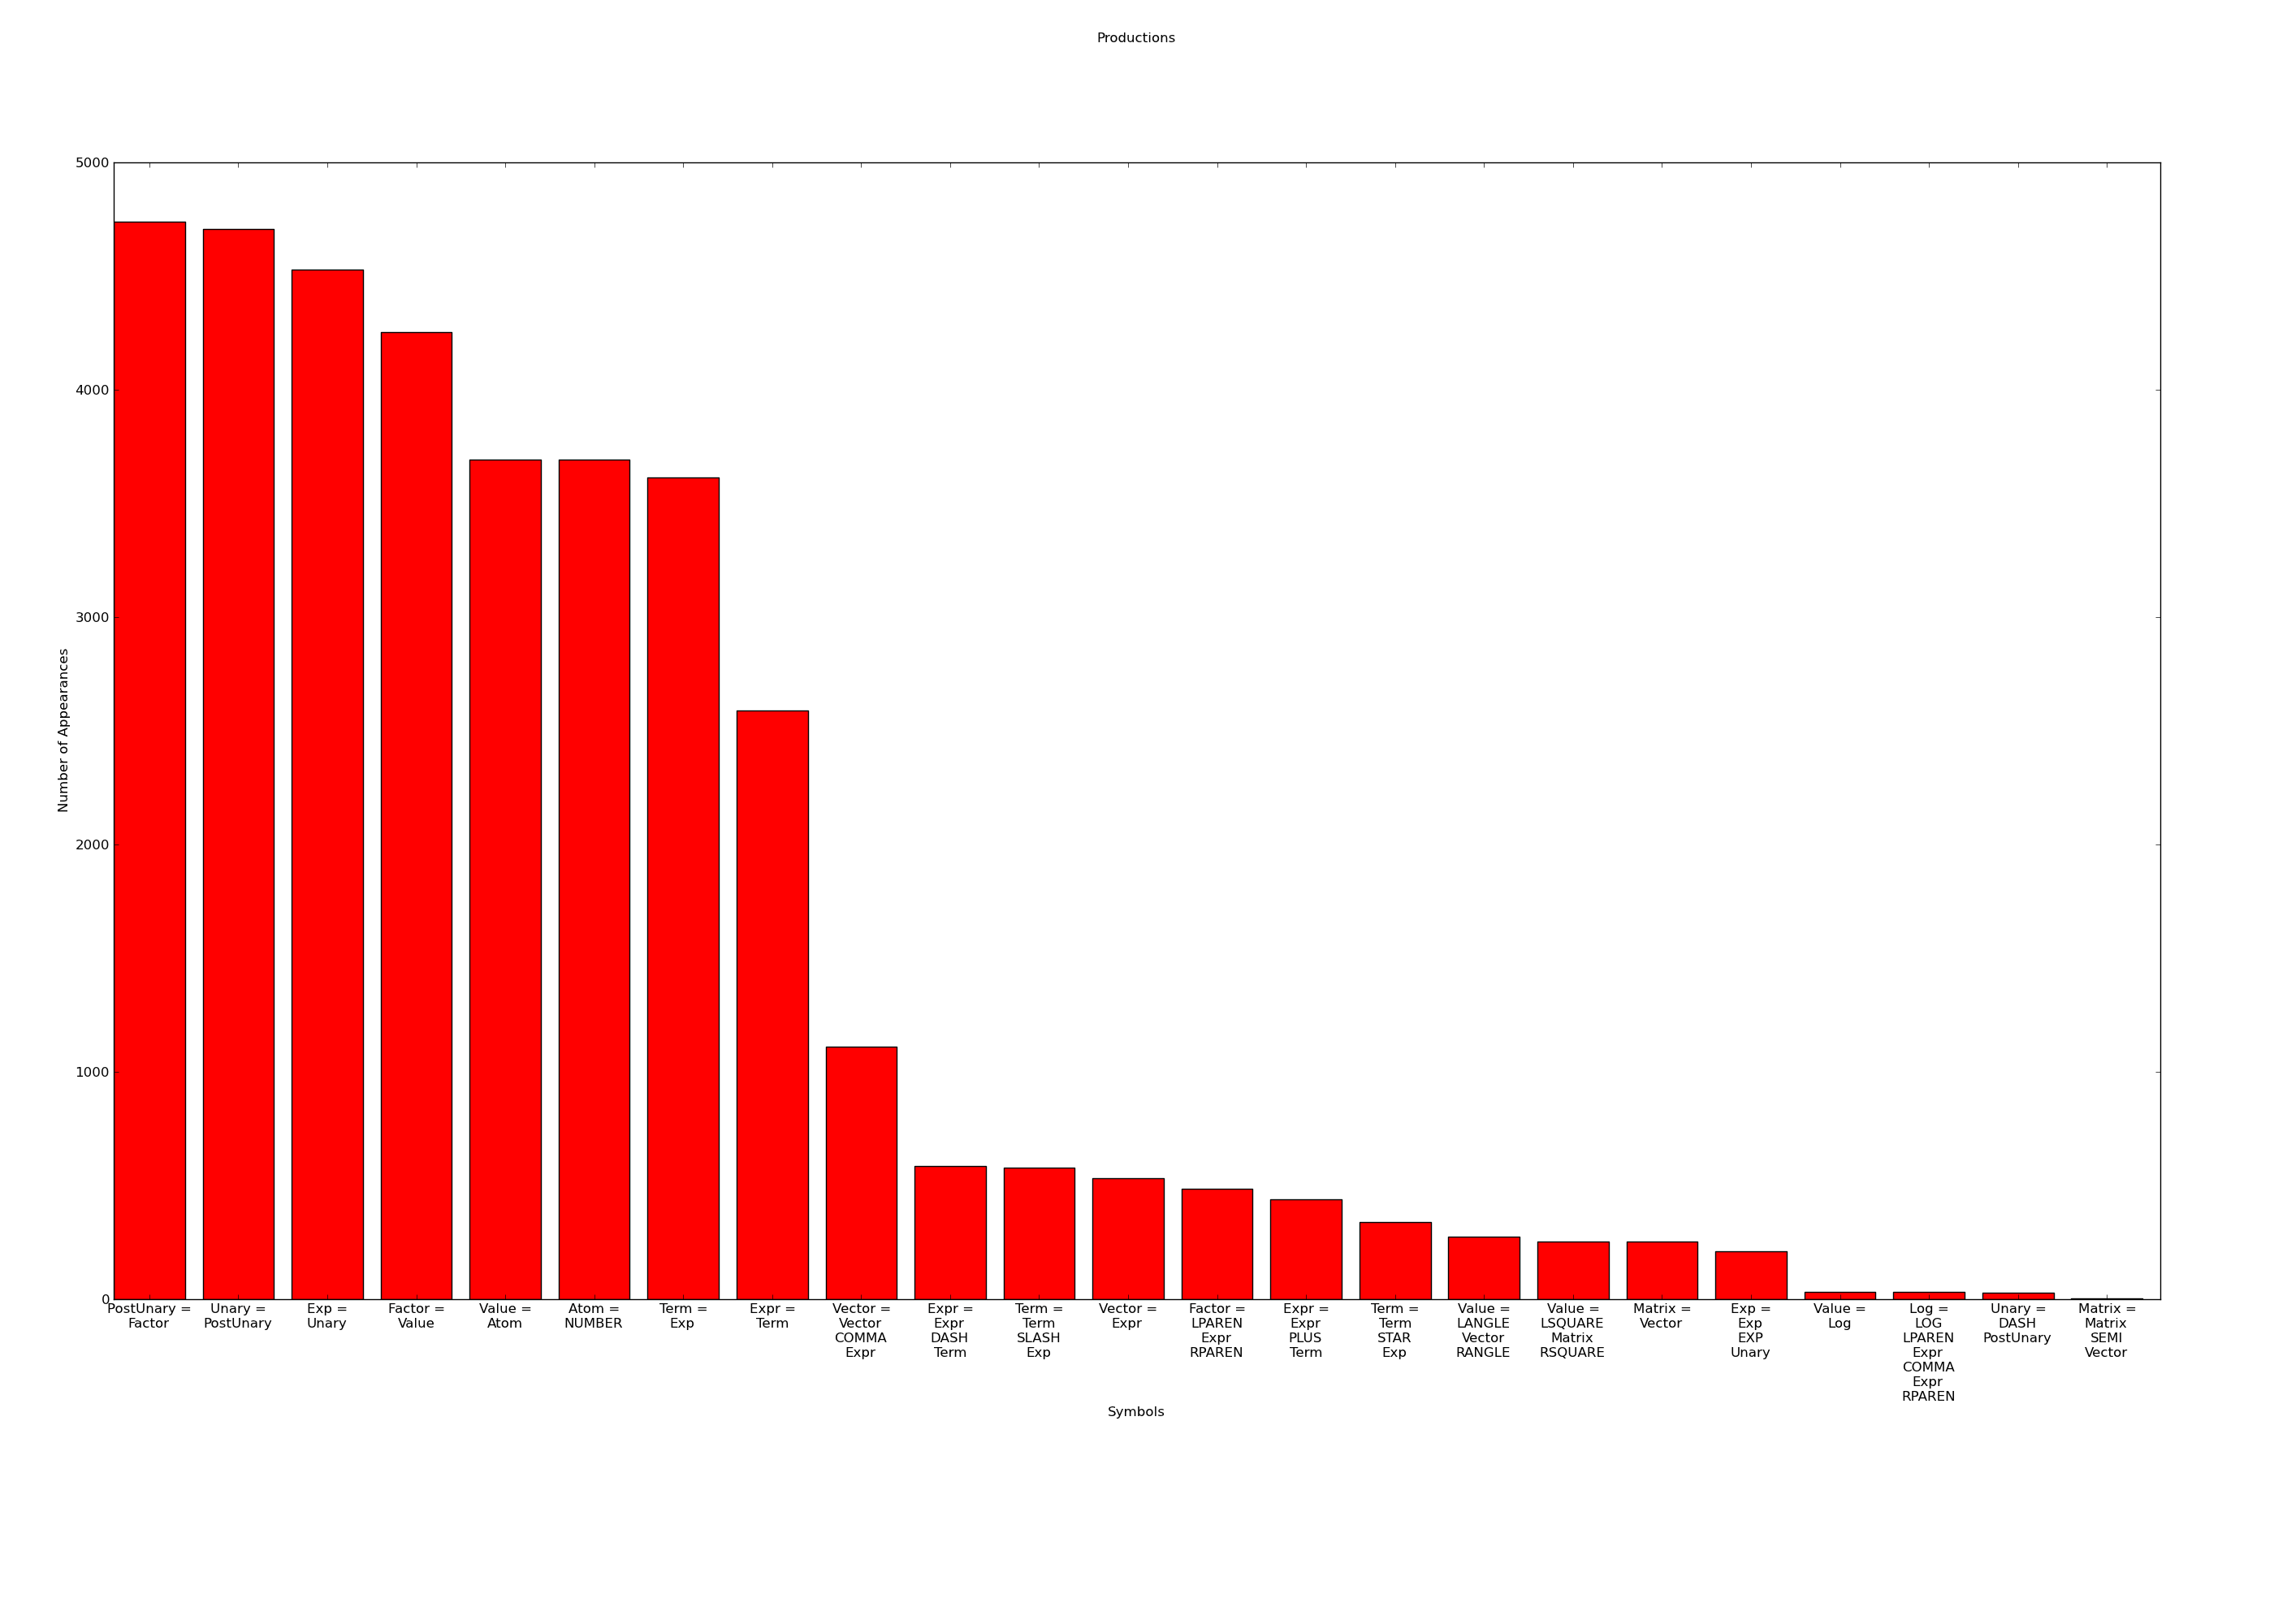 Productions
5000
4000
3000
2000
1000
0
Number of Appearances
PostUnary =
Factor
Unary =
PostUnary
Exp =
Unary
Factor =
Value
Value =
Atom
Atom =
NUMBER
Term =
Exp
Expr =
Term
Vector =
Vector
COMMA
Expr
Expr =
Expr
DASH
Term
Term =
Term
SLASH
Exp
Vector =
Expr
Factor =
LPAREN
Expr
RPAREN
Expr =
Expr
PLUS
Term
Term =
Term
STAR
Exp
Value =
LANGLE
Vector
RANGLE
Value =
LSQUARE
Matrix
RSQUARE
Matrix =
Vector
Exp =
Exp
EXP
Unary
Value =
Log
Log =
LOG
LPAREN
Expr
COMMA
Expr
RPAREN
Unary =
DASH
PostUnary
Matrix =
Matrix
SEMI
Vector
Symbols